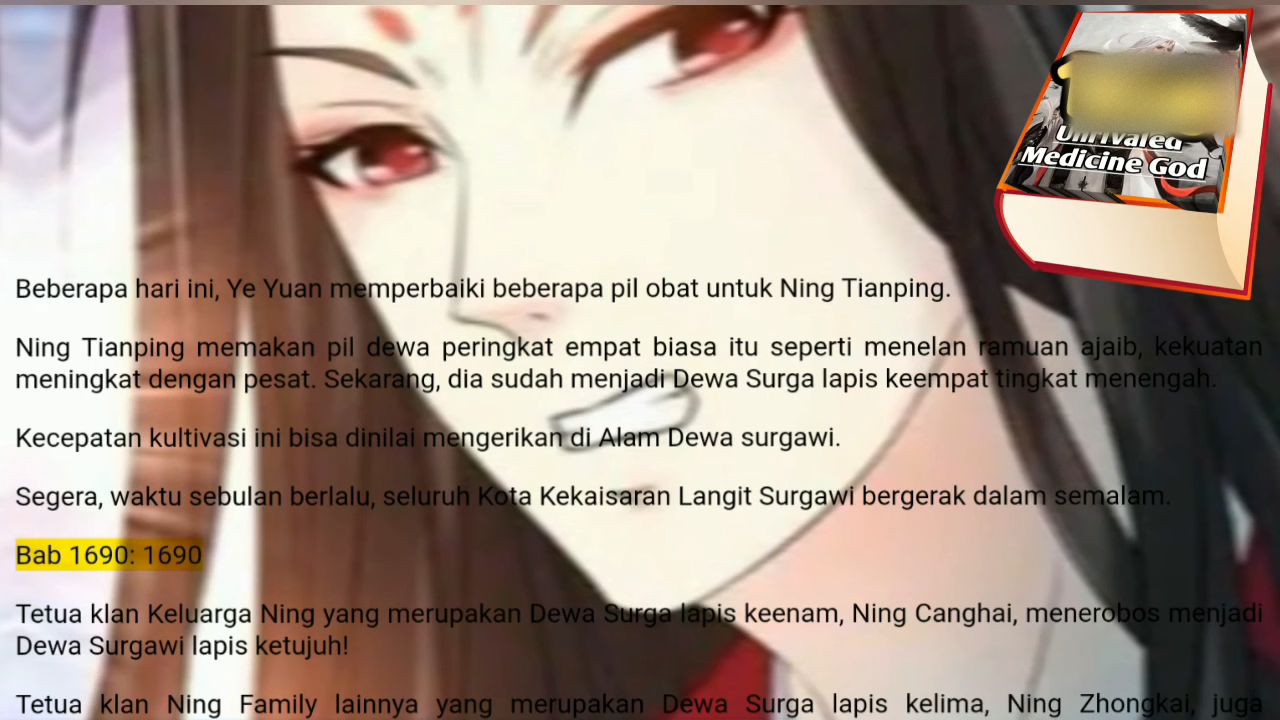 Unrivaled
Medicine God
Beberapa hari ini, Ye Yuan memperbaiki beberapa pil obat untuk Ning Tianping.
Ning Tianping memakan pil dewa peringkat empat biasa itu seperti menelan ramuan ajaib, kekuatan
meningkat dengan pesat. Sekarang, dia sudah menjadi Dewa Surga lapis keempat tingkat menengah.
Kecepatan kultivasi ini bisa dinilai mengerikan di Alam Dewa surgawi.
Segera, waktu sebulan berlalu, seluruh Kota Kekaisaran Langit Surgawi bergerak dalam semalam.
Bab 1690: 1690
Tetua klan Keluarga Ning yang merupakan Dewa Surga lapis keenam, Ning Canghai, menerobos menjadi
Dewa Surgawi lapis ketujuh!
Tetua klan Ning Family lainnya yang merupakan Dewa Surga lapis kelima, Ning Zhongkai, juga